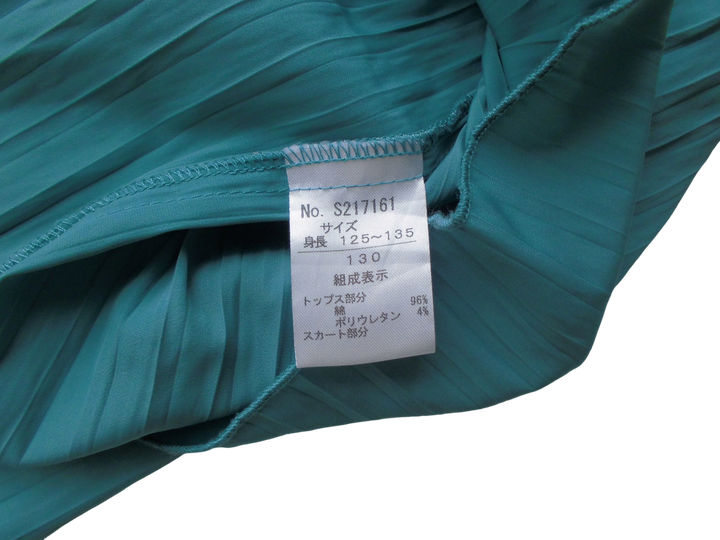 No. S217161
サイズ
身長 125～135
130
組成表示
トップス部分 96%
綿 4%
ポリウレタン
スカート部分